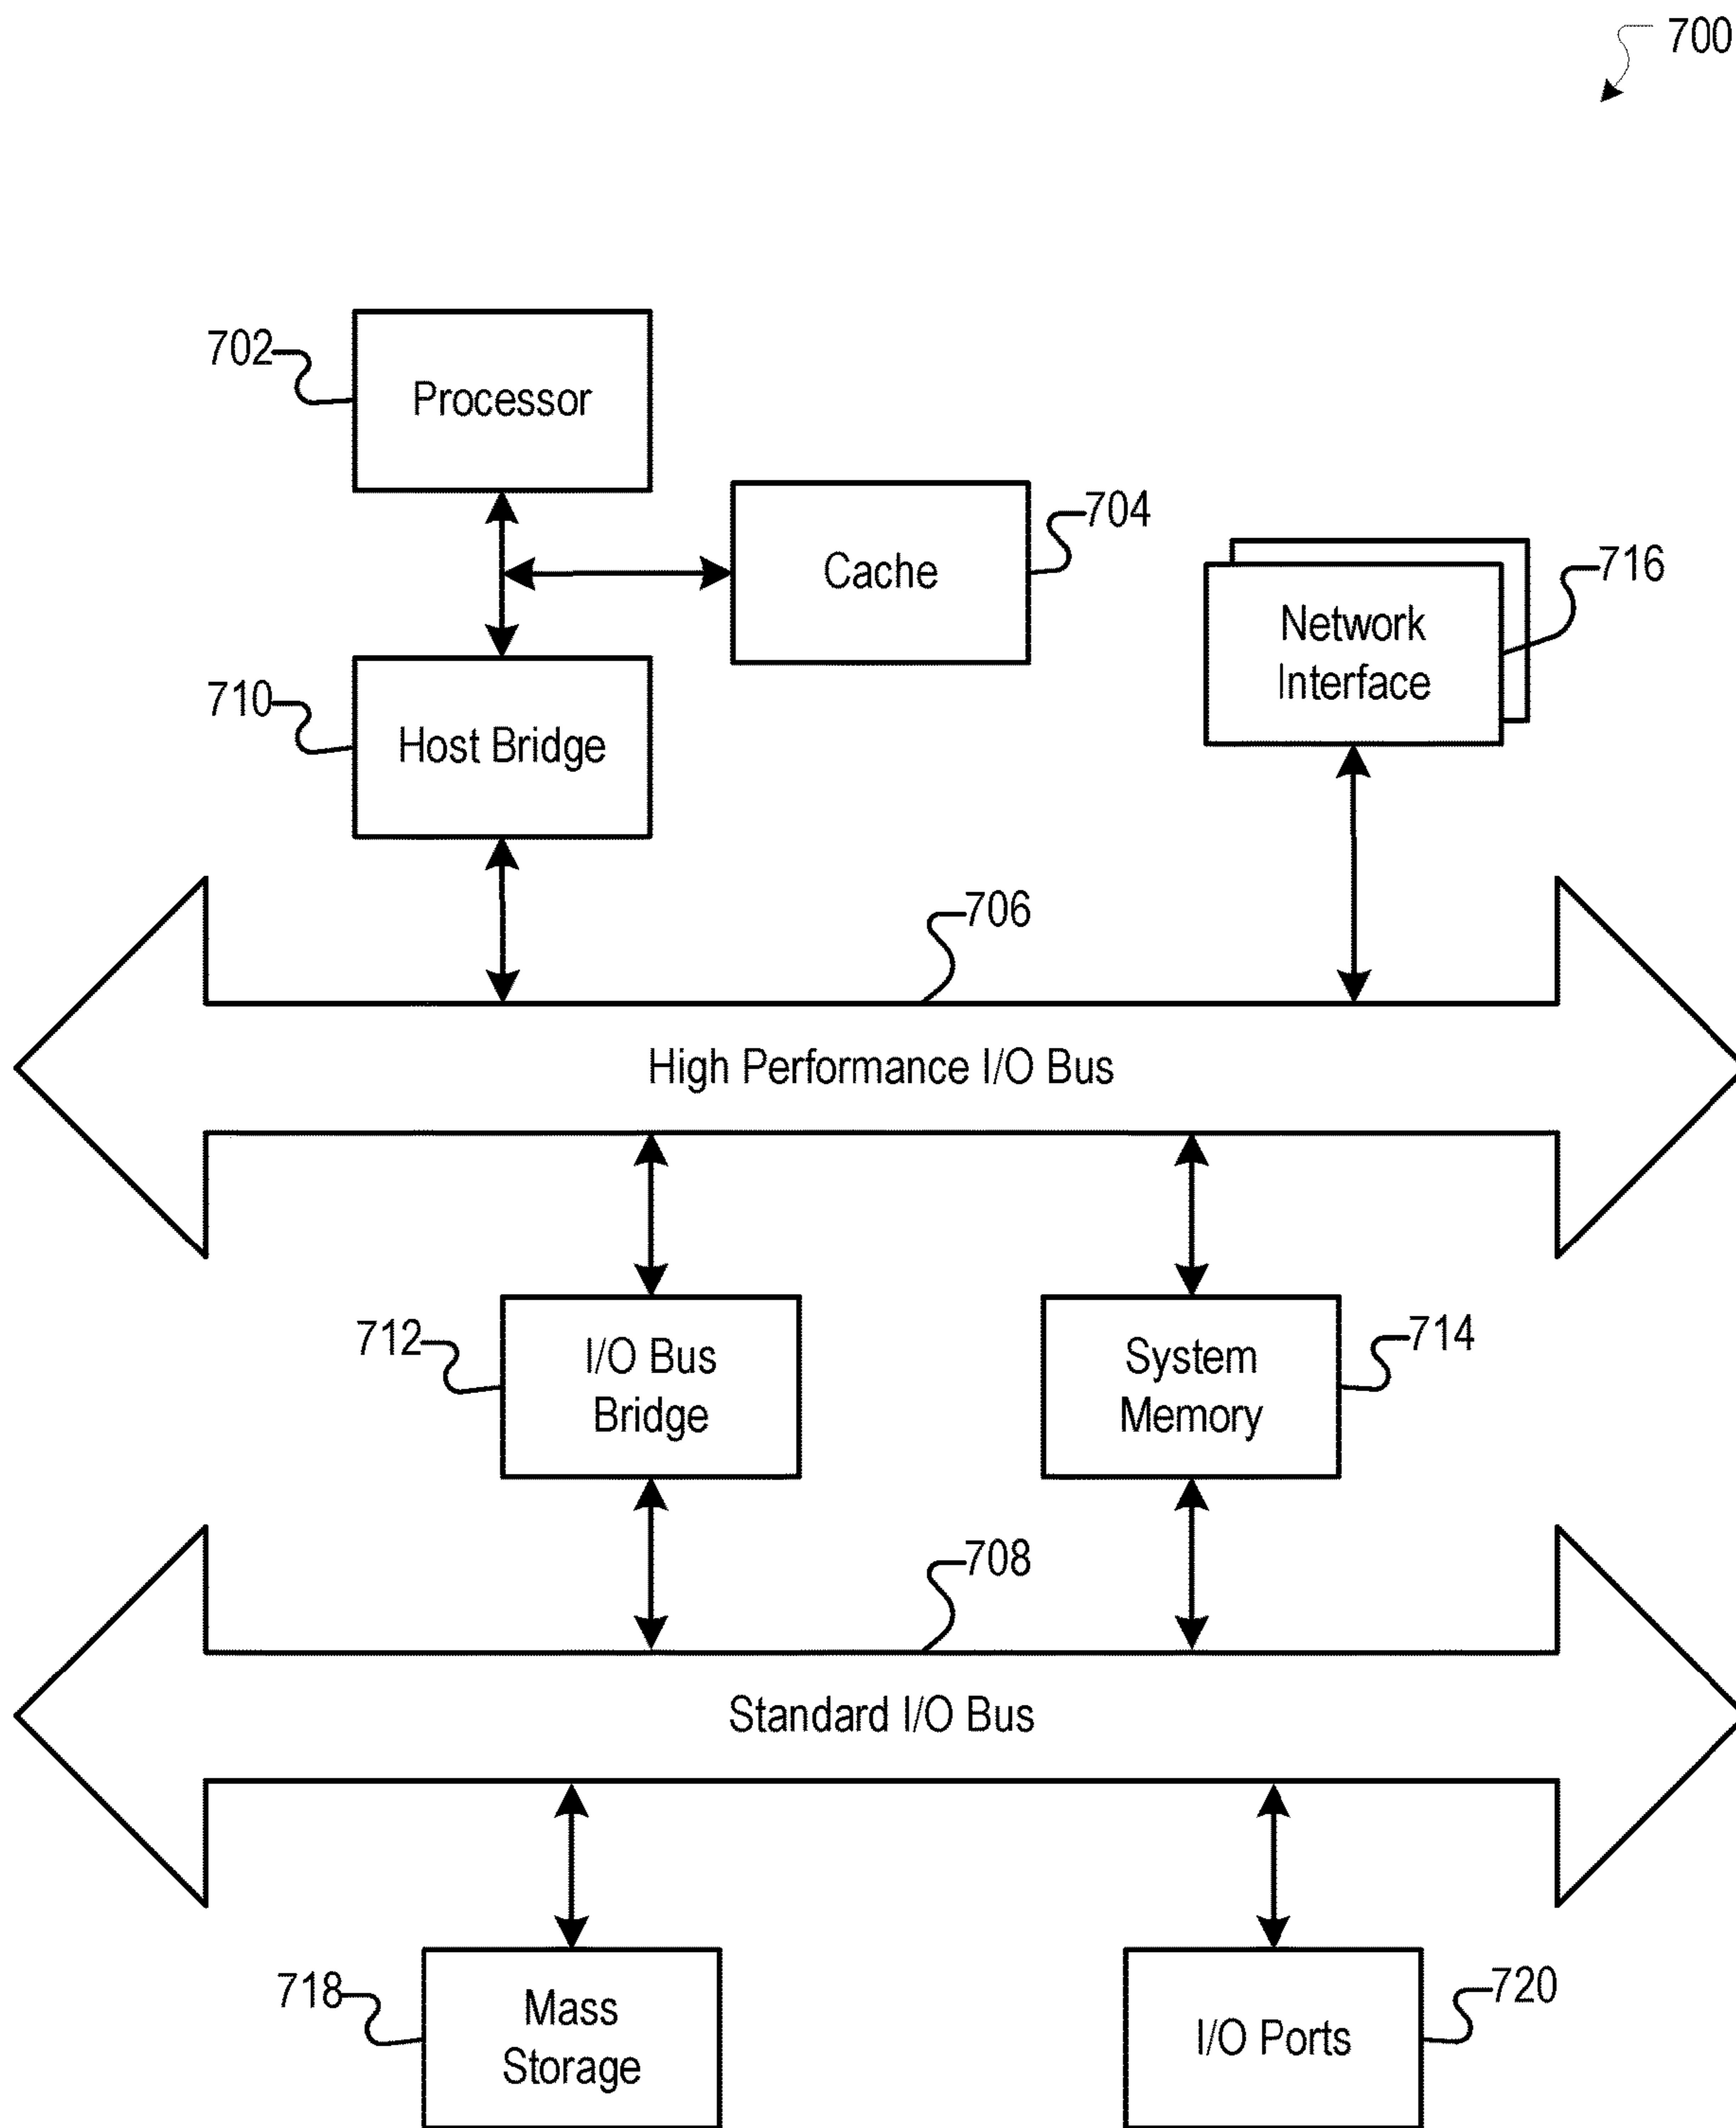 700
702
Processor
704
Cache
716
Network
Interface
710
Host Bridge
706
High Performance I/O Bus
712
I/O Bus
Bridge
714
System
Memory
708
Standard I/O Bus
718
Mass
Storage
720
I/O Ports